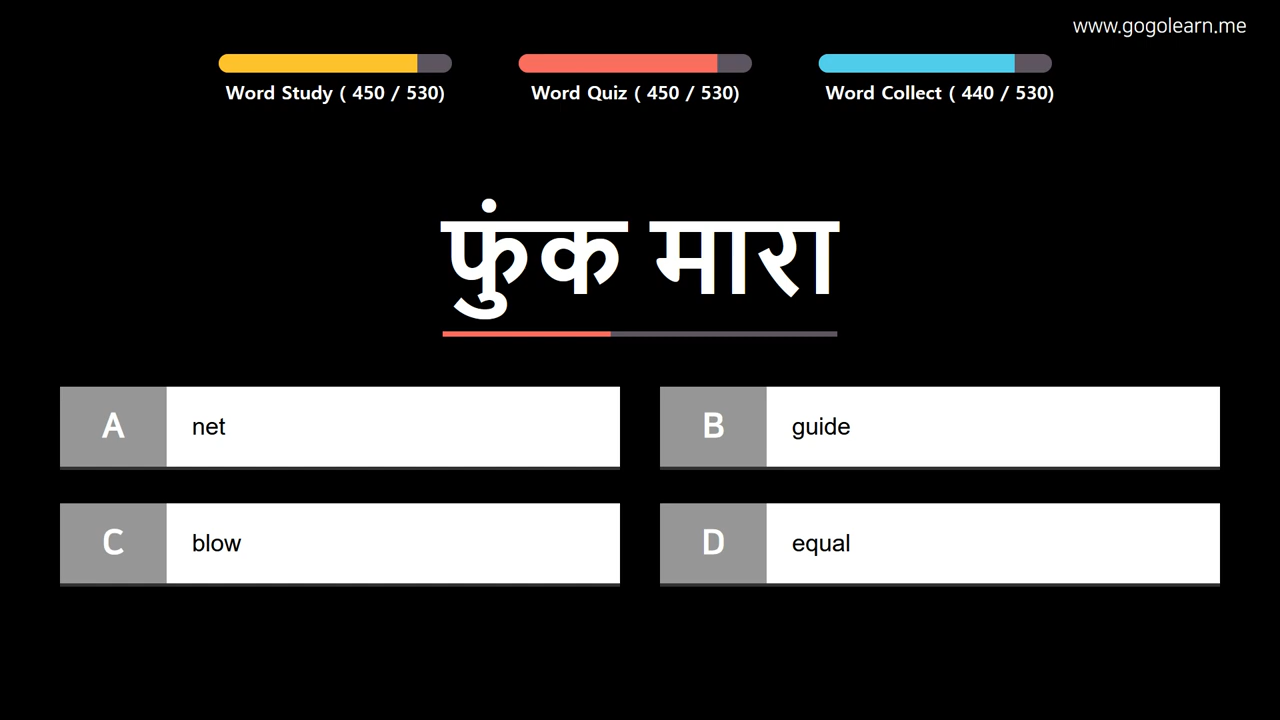 www.gogolearn.me
Word Study ( 450 / 530)
Word Quiz ( 450 / 530)
Word Collect ( 440 / 530)
फुंक मारा
A net
B guide
C blow
D equal